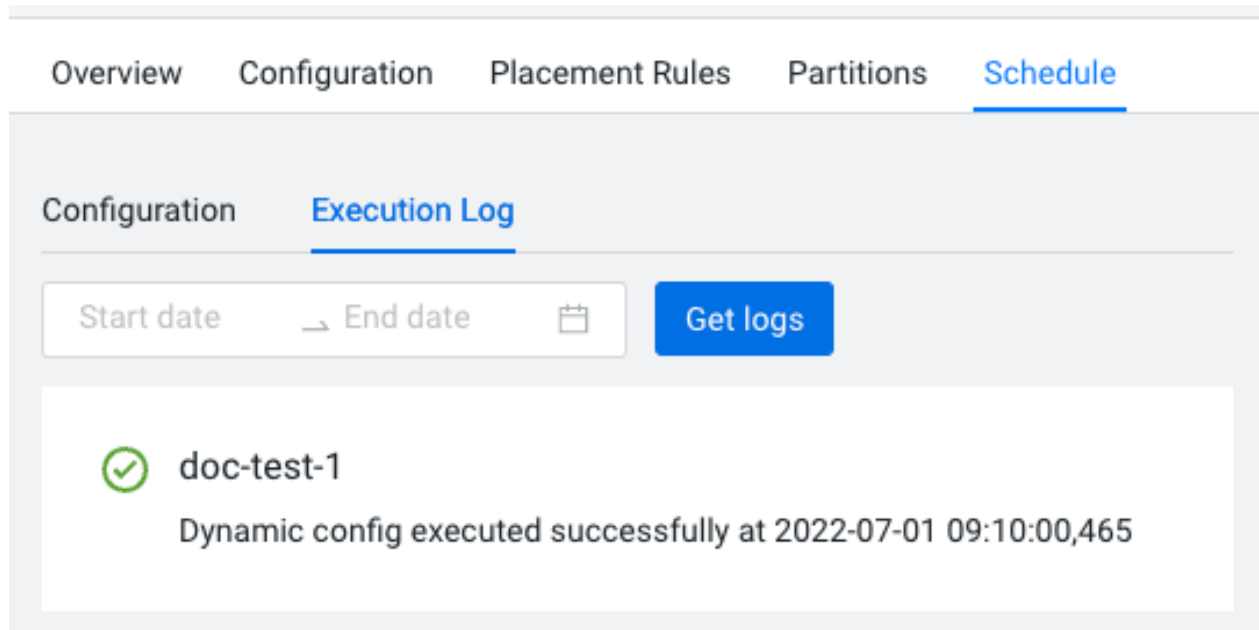 Overview Configuration Placement Rules Partitions Schedule
Configuration Execution Log
Start date End date Get logs
doc-test-1
Dynamic config executed successfully at 2022-07-01 09:10:00,465